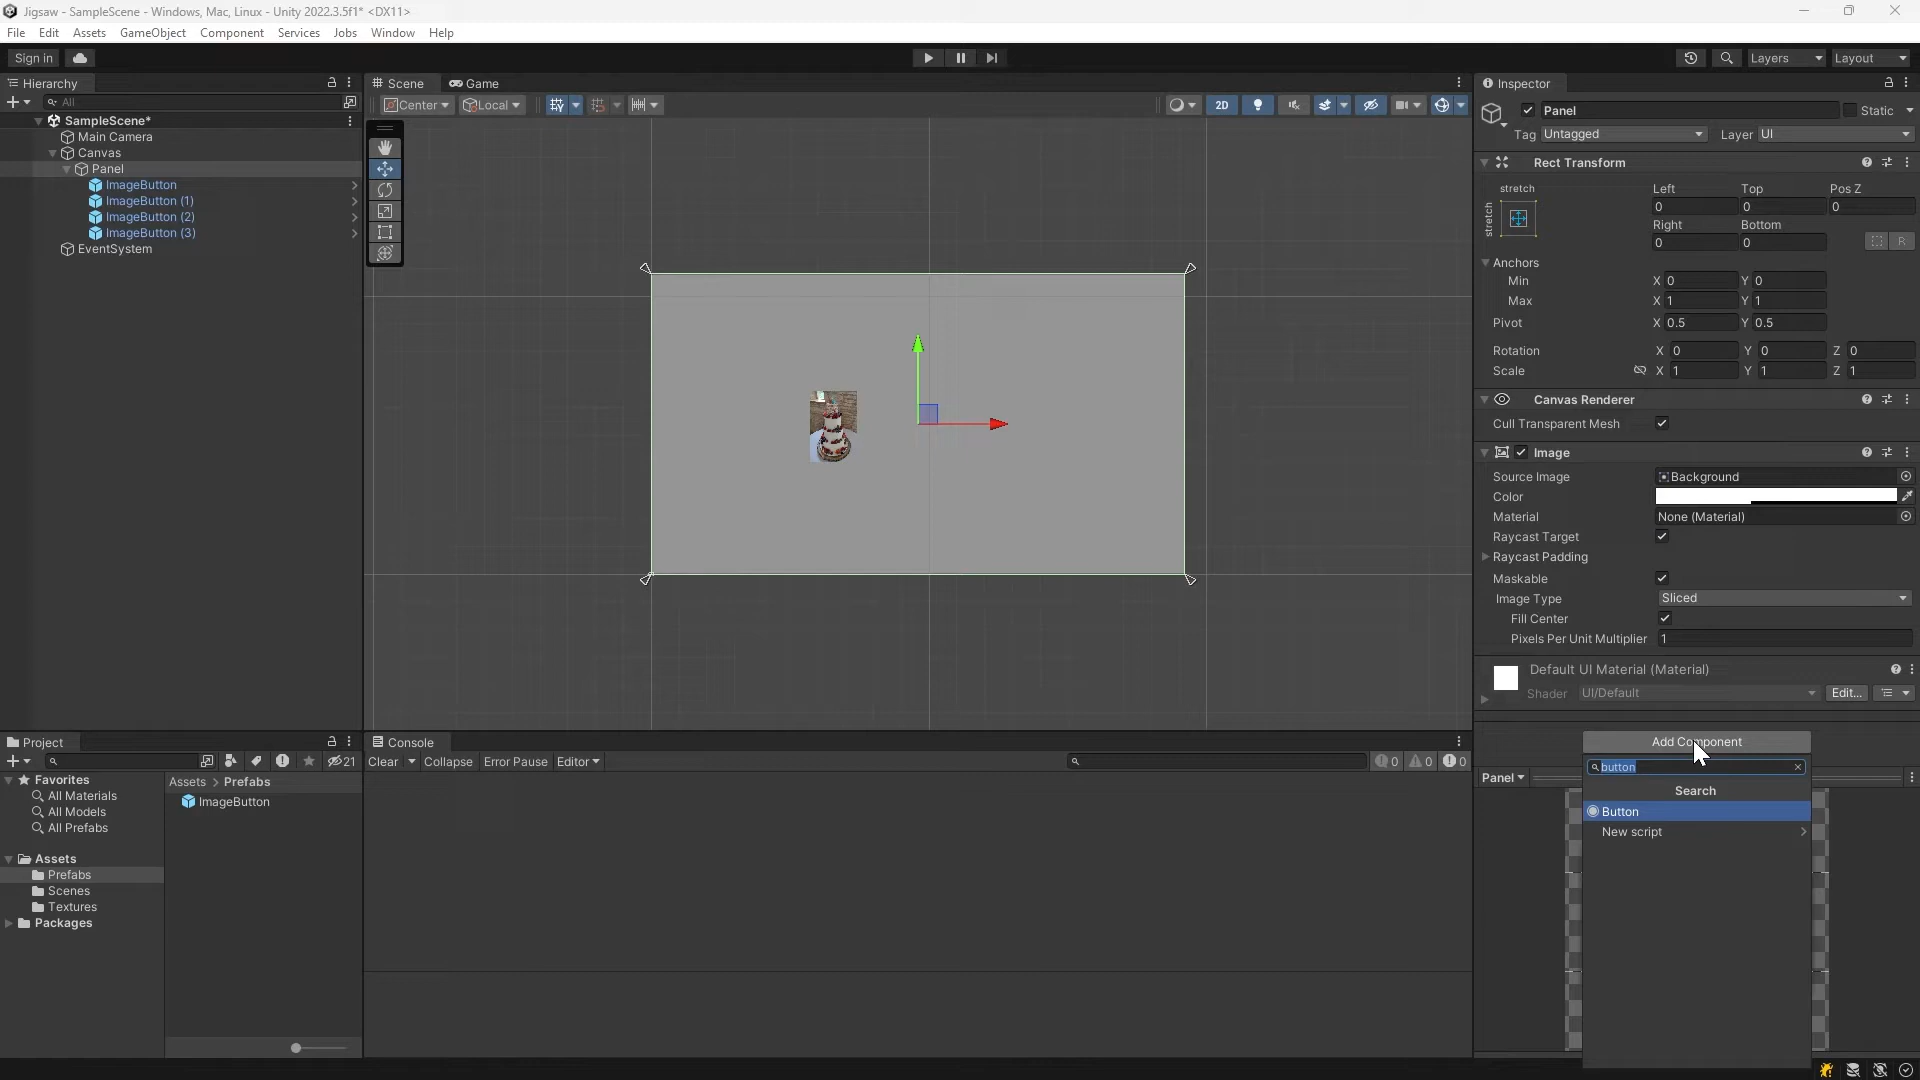 Jigsaw - SampleScene - Windows, Mac, Linux - Unity 2022.3.5f1* <DX11>
File Edit Assets GameObject Component Services Jobs Window Help
Sign in
Layers
Layout
Hierarchy
All
SampleScene*
Main Camera
Canvas
Panel
ImageButton
ImageButton (1)
ImageButton (2)
ImageButton (3)
EventSystem
Scene
Game
Center
Local
2D
Inspector
Panel
Static
Tag Untagged
Layer UI
Rect Transform
stretch
stretch
Left Top Pos Z
0 0 0
Right Bottom
0 0
R
Anchors
Min X 0 Y 0
Max X 1 Y 1
Pivot X 0.5 Y 0.5
Rotation X 0 Y 0 Z 0
Scale X 1 Y 1 Z 1
Canvas Renderer
Cull Transparent Mesh
Image
Source Image Background
Color
Material None (Material)
Raycast Target
Raycast Padding
Maskable
Image Type Sliced
Fill Center
Pixels Per Unit Multiplier 1
Default UI Material (Material)
Shader UI/Default Edit...
Add Component
button
Search
Button
New script
Panel
Project
21
Favorites
All Materials
All Models
All Prefabs
Assets
Prefabs
Scenes
Textures
Packages
Assets > Prefabs
ImageButton
Console
Clear Collapse Error Pause Editor
0 0 0